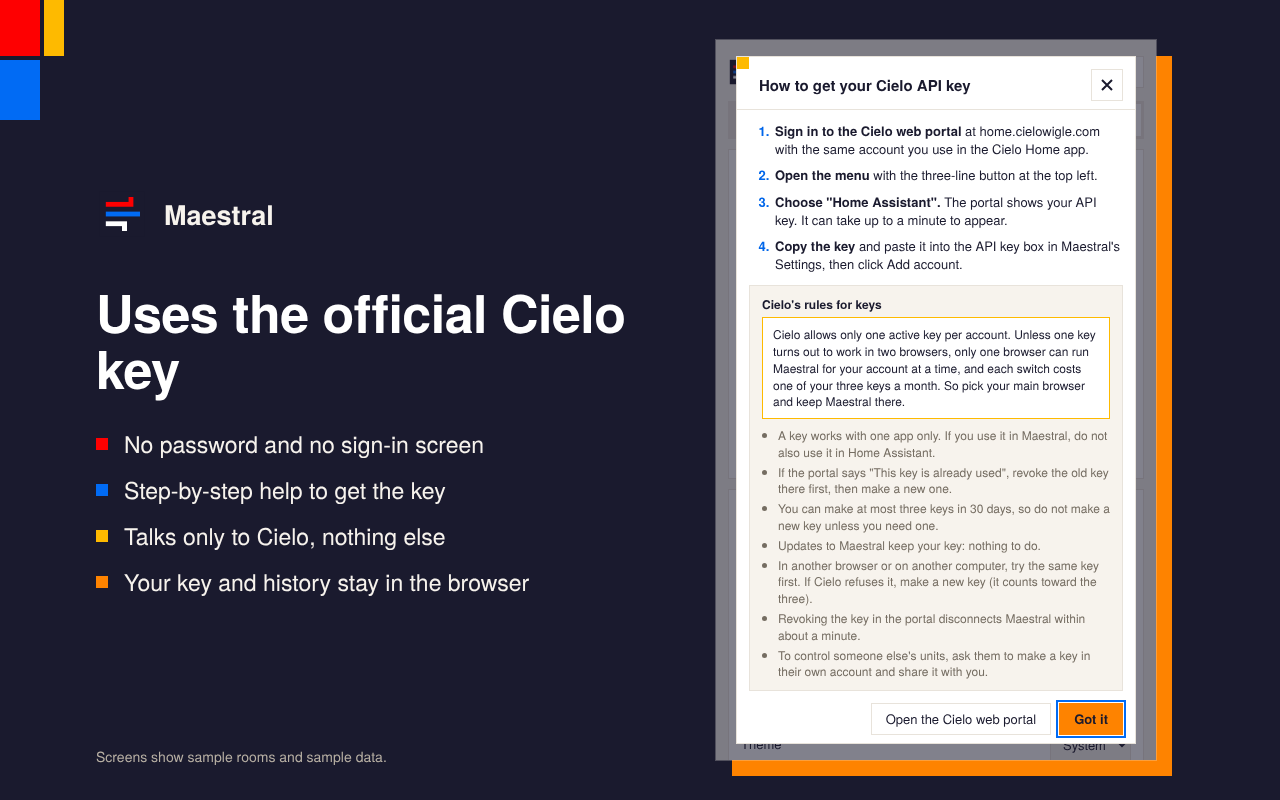 Maestral
Uses the official Cielo
key
No password and no sign-in screen
Step-by-step help to get the key
Talks only to Cielo, nothing else
Your key and history stay in the browser
Screens show sample rooms and sample data.
How to get your Cielo API key
1. Sign in to the Cielo web portal at home.cielowigle.com
with the same account you use in the Cielo Home app.
2. Open the menu with the three-line button at the top left.
3. Choose "Home Assistant". The portal shows your API
key. It can take up to a minute to appear.
4. Copy the key and paste it into the API key box in Maestral's
Settings, then click Add account.
Cielo's rules for keys
Cielo allows only one active key per account. Unless one key
turns out to work in two browsers, only one browser can run
Maestral for your account at a time, and each switch costs
one of your three keys a month. So pick your main browser
and keep Maestral there.
A key works with one app only. If you use it in Maestral, do not
also use it in Home Assistant.
If the portal says "This key is already used", revoke the old key
there first, then make a new one.
You can make at most three keys in 30 days, so do not make a
new key unless you need one.
Updates to Maestral keep your key: nothing to do.
In another browser or on another computer, try the same key
first. If Cielo refuses it, make a new key (it counts toward the
three).
Revoking the key in the portal disconnects Maestral within
about a minute.
To control someone else's units, ask them to make a key in
their own account and share it with you.
Open the Cielo web portal
Got it
Theme
System